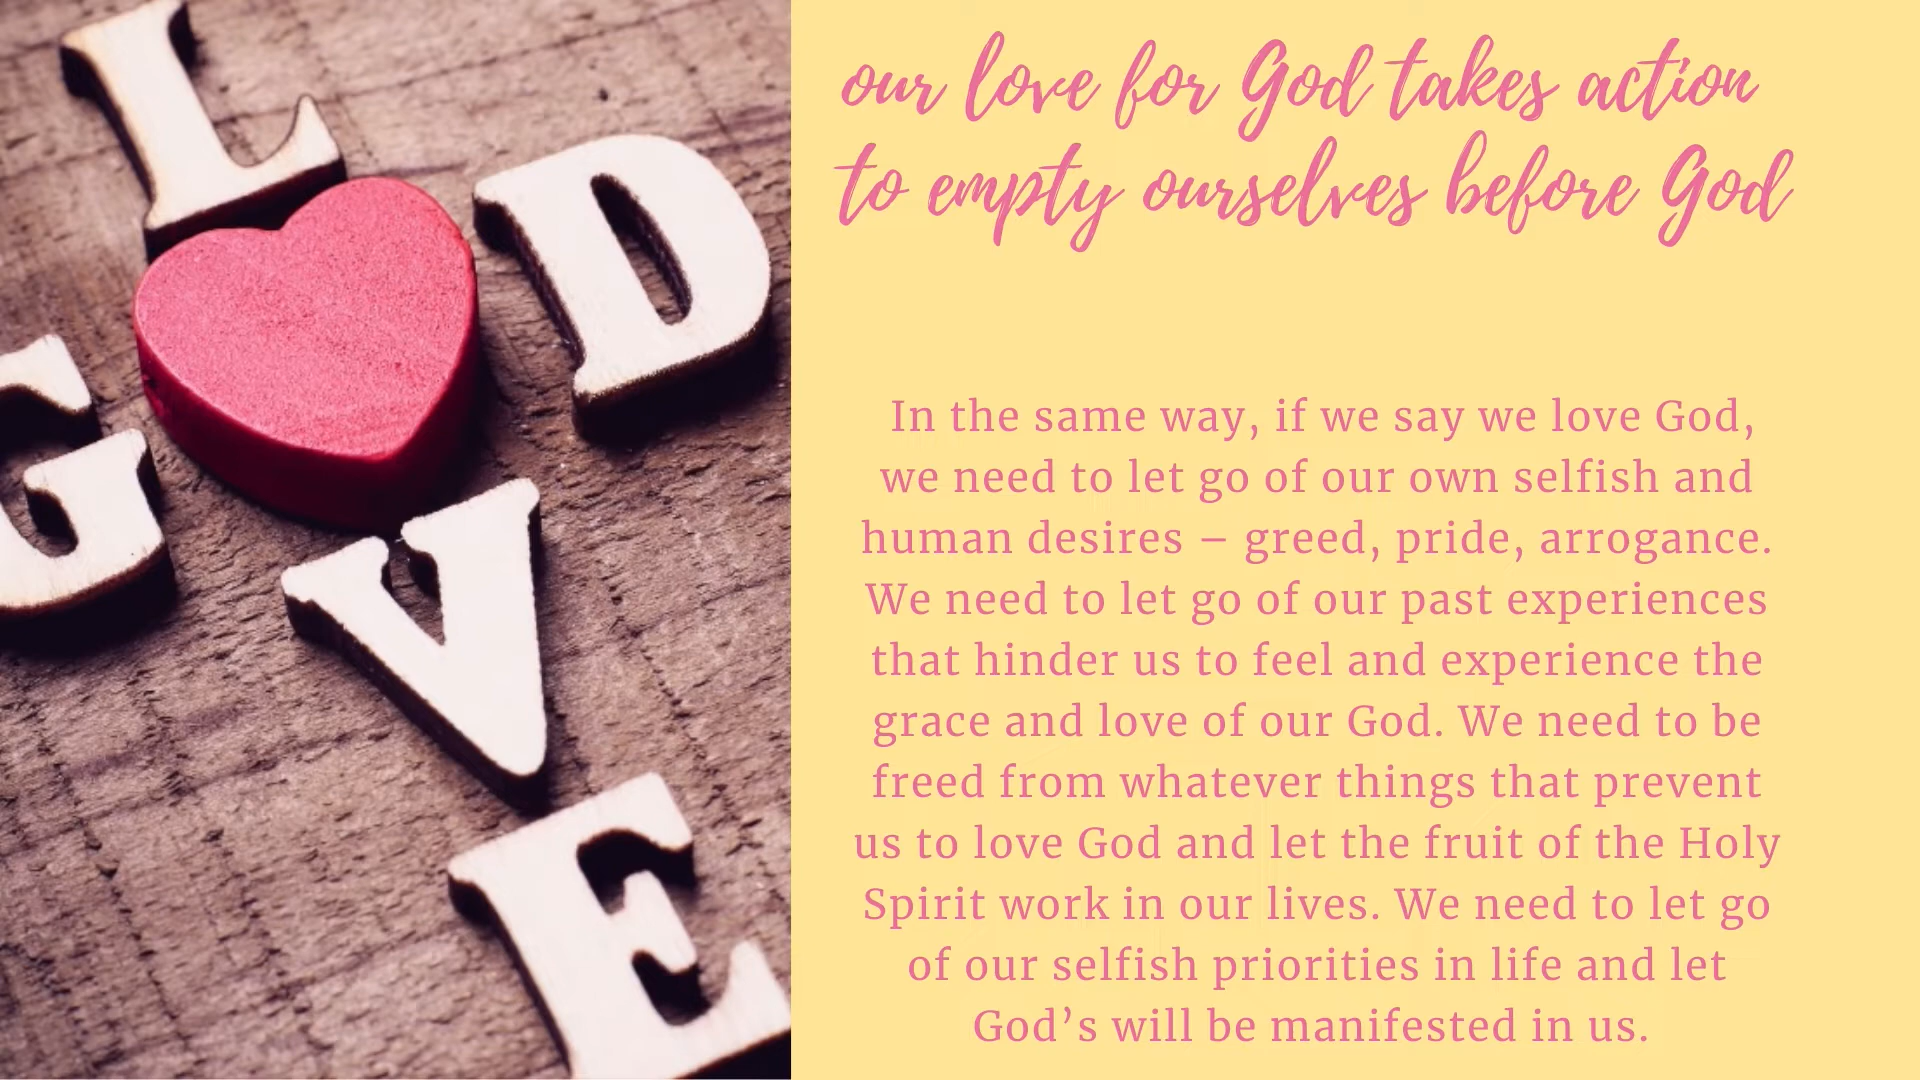 L
G D
V
E
our love for God takes action
to empty ourselves before God
In the same way, if we say we love God,
we need to let go of our own selfish and
human desires – greed, pride, arrogance.
We need to let go of our past experiences
that hinder us to feel and experience the
grace and love of our God. We need to be
freed from whatever things that prevent
us to love God and let the fruit of the Holy
Spirit work in our lives. We need to let go
of our selfish priorities in life and let
God’s will be manifested in us.